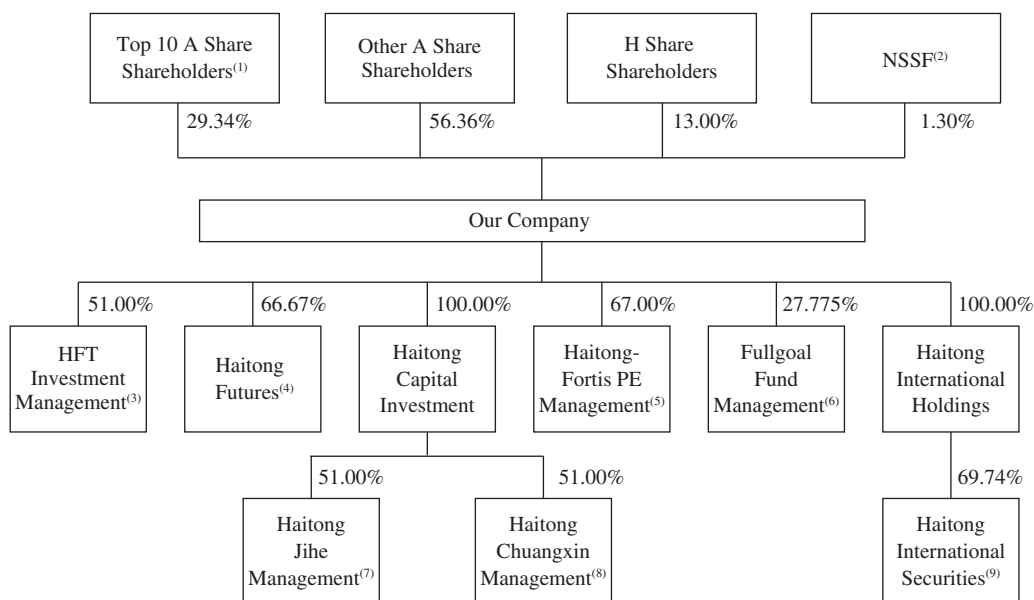 Top 10 A Share
Shareholders(1)
Other A Share
Shareholders
H Share
Shareholders
NSSF(2)
29.34%
56.36%
13.00%
1.30%
Our Company
51.00%
66.67%
100.00%
67.00%
27.775%
100.00%
HFT
Investment
Management(3)
Haitong
Futures(4)
Haitong
Capital
Investment
Haitong-
Fortis PE
Management(5)
Fullgoal
Fund
Management(6)
Haitong
International
Holdings
51.00%
51.00%
69.74%
Haitong
Jihe
Management(7)
Haitong
Chuangxin
Management(8)
Haitong
International
Securities(9)